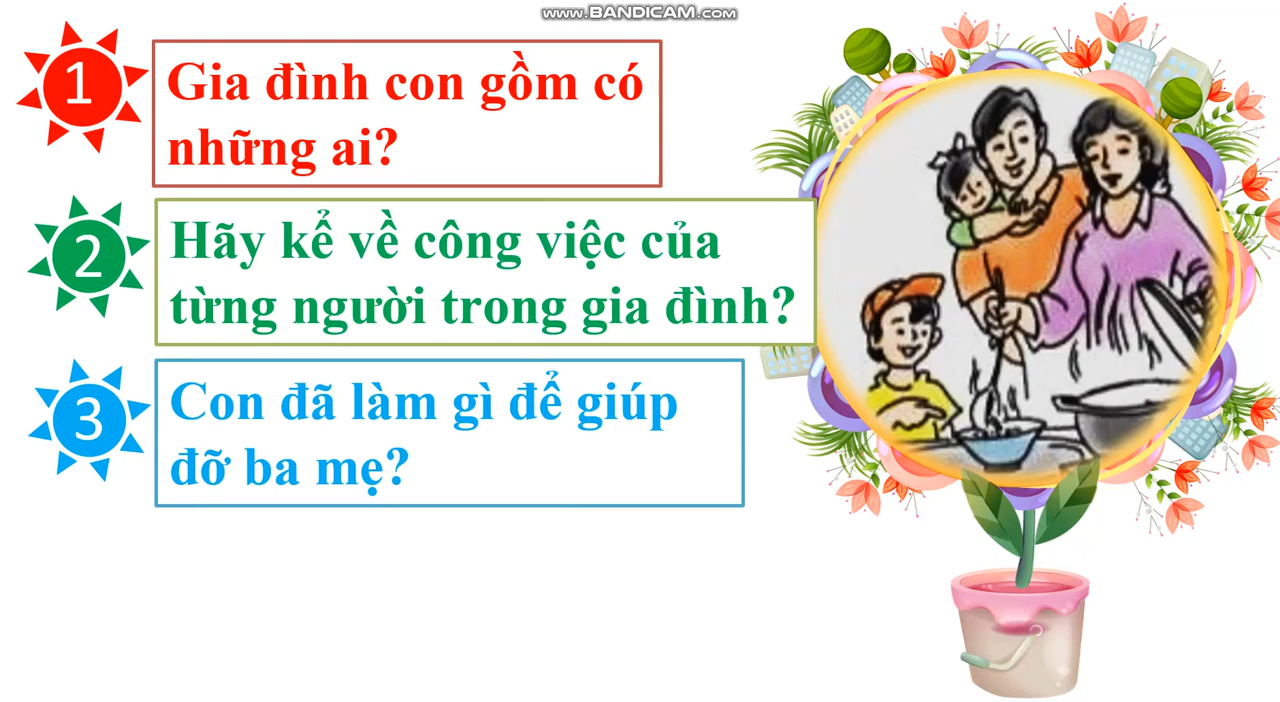 www.BANDICAM.com
1
Gia đình con gồm có
những ai?
2
Hãy kể về công việc của
từng người trong gia đình?
3
Con đã làm gì để giúp
đỡ ba mẹ?